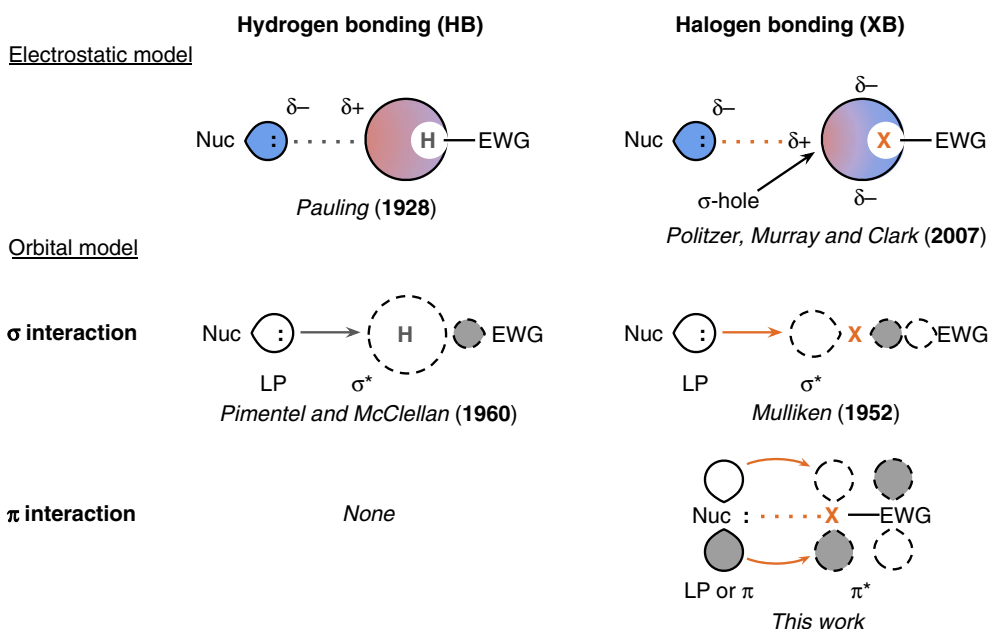 Hydrogen bonding (HB)
Halogen bonding (XB)
Electrostatic model
Nuc : δ– δ+ H EWG
Pauling (1928)
Nuc : δ– δ+ δ– X EWG
δ–
σ-hole
Politzer, Murray and Clark (2007)
Orbital model
σ interaction
Nuc : H EWG
LP σ*
Pimentel and McClellan (1960)
Nuc : X EWG
LP σ*
Mulliken (1952)
π interaction
None
Nuc : X EWG
LP or π π*
This work